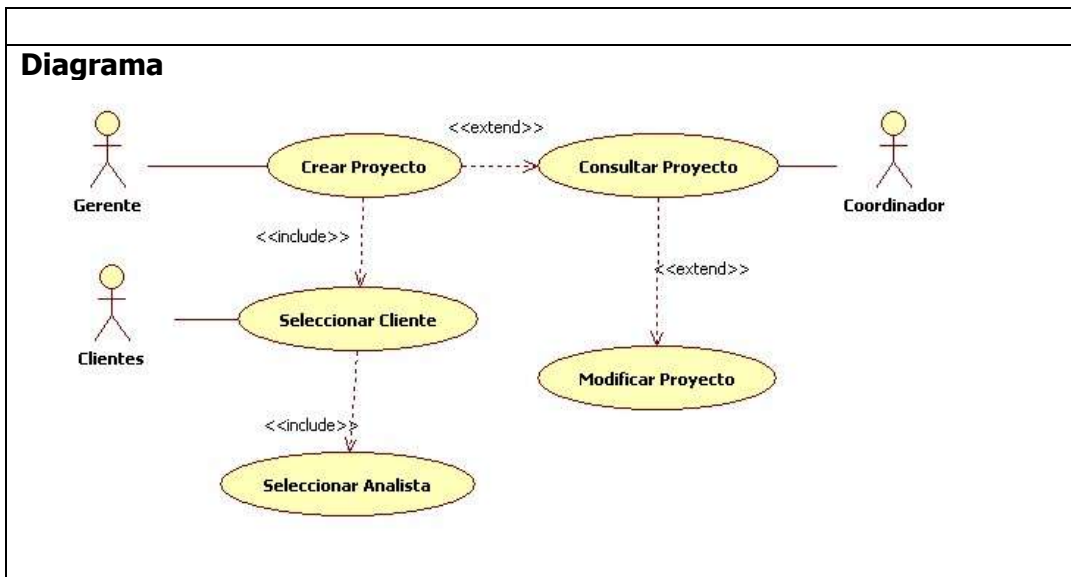 Diagrama
<<extend>>
Crear Proyecto
Consultar Proyecto
Gerente
Coordinador
<<include>>
<<extend>>
Seleccionar Cliente
Clientes
Modificar Proyecto
<<include>>
Seleccionar Analista